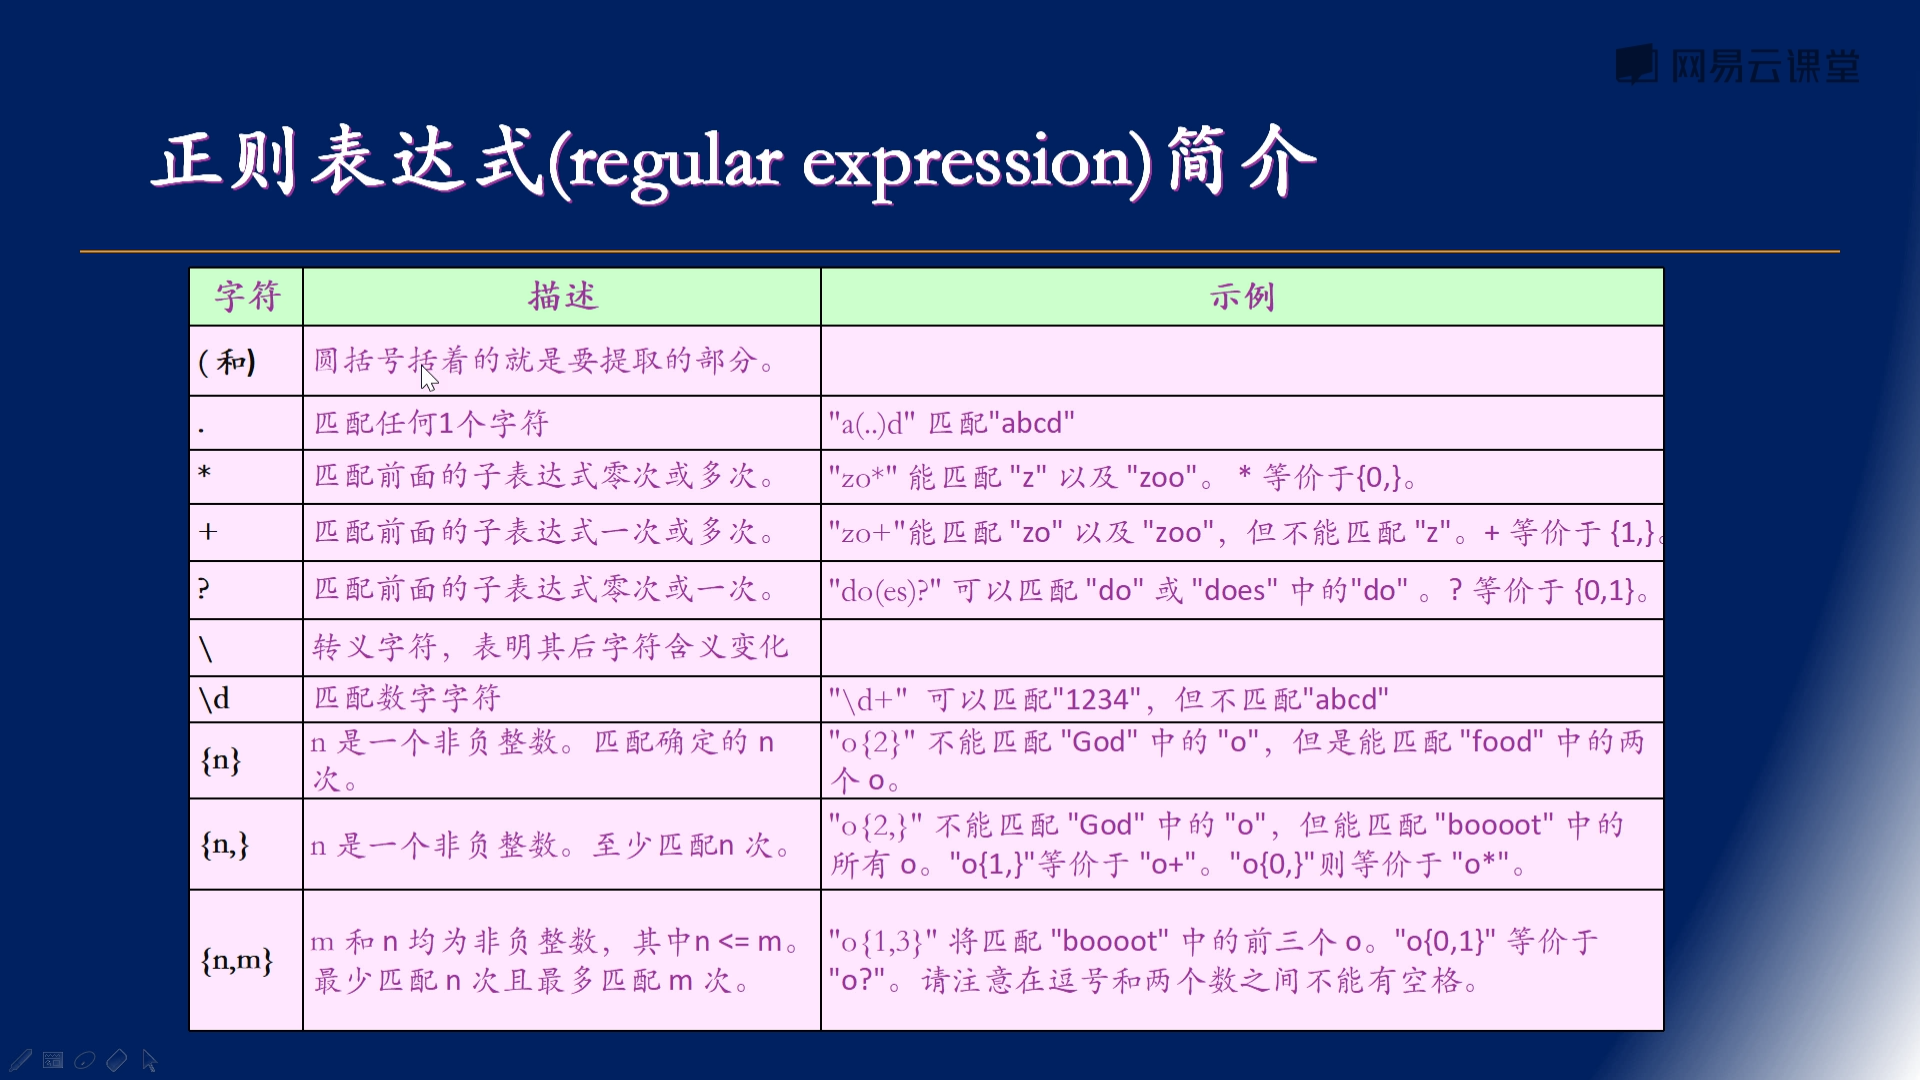 网易云课堂
正则表达式(regular expression)简介
字符 描述 示例
( 和) 圆括号括着的就是要提取的部分。
. 匹配任何1个字符 "a(..)d" 匹配"abcd"
* 匹配前面的子表达式零次或多次。 "zo*" 能匹配 "z" 以及 "zoo"。 * 等价于{0,}。
+ 匹配前面的子表达式一次或多次。 "zo+"能匹配 "zo" 以及 "zoo"，但不能匹配 "z"。+ 等价于 {1,}。
? 匹配前面的子表达式零次或一次。 "do(es)?" 可以匹配 "do" 或 "does" 中的"do" 。? 等价于 {0,1}。
\ 转义字符，表明其后字符含义变化
\d 匹配数字字符 "\d+" 可以匹配"1234"，但不匹配"abcd"
{n} n 是一个非负整数。匹配确定的 n
次。
"o{2}" 不能匹配 "God" 中的 "o"，但是能匹配 "food" 中的两
个 o。
{n,} n 是一个非负整数。至少匹配n 次。
"o{2,}" 不能匹配 "God" 中的 "o"，但能匹配 "boooot" 中的
所有 o。"o{1,}"等价于 "o+"。"o{0,}"则等价于 "o*"。
{n,m} m 和 n 均为非负整数，其中n <= m。
最少匹配 n 次且最多匹配 m 次。
"o{1,3}" 将匹配 "boooot" 中的前三个 o。"o{0,1}" 等价于
"o?"。请注意在逗号和两个数之间不能有空格。